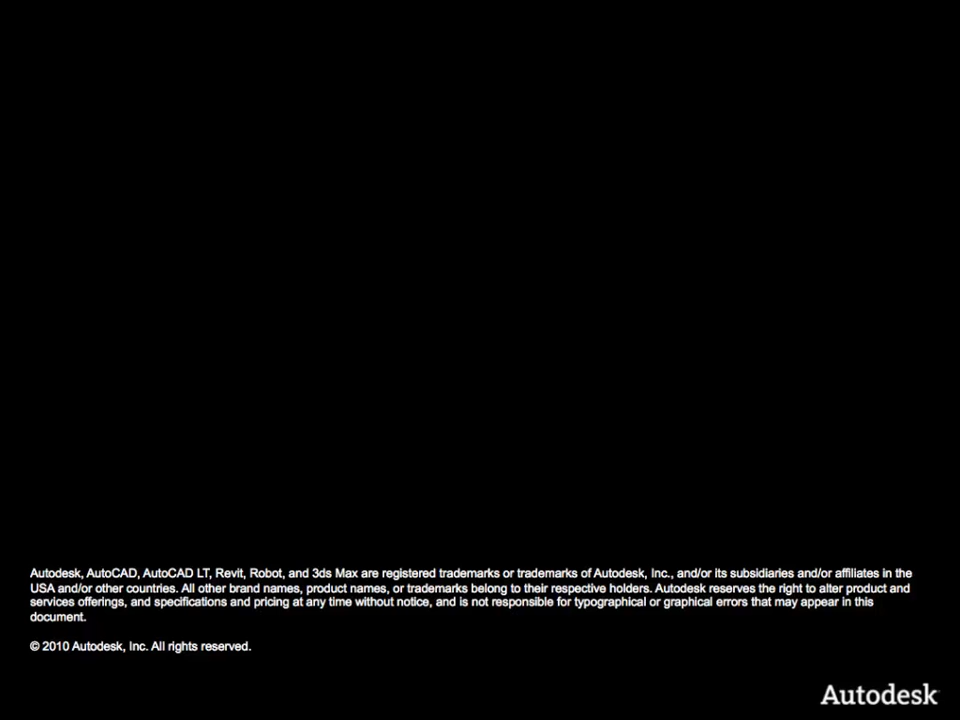 Autodesk, AutoCAD, AutoCAD LT, Revit, Robot, and 3ds Max are registered trademarks or trademarks of Autodesk, Inc., and/or its subsidiaries and/or affiliates in the
USA and/or other countries. All other brand names, product names, or trademarks belong to their respective holders. Autodesk reserves the right to alter product and
services offerings, and specifications and pricing at any time without notice, and is not responsible for typographical or graphical errors that may appear in this
document.
© 2010 Autodesk, Inc. All rights reserved.
Autodesk